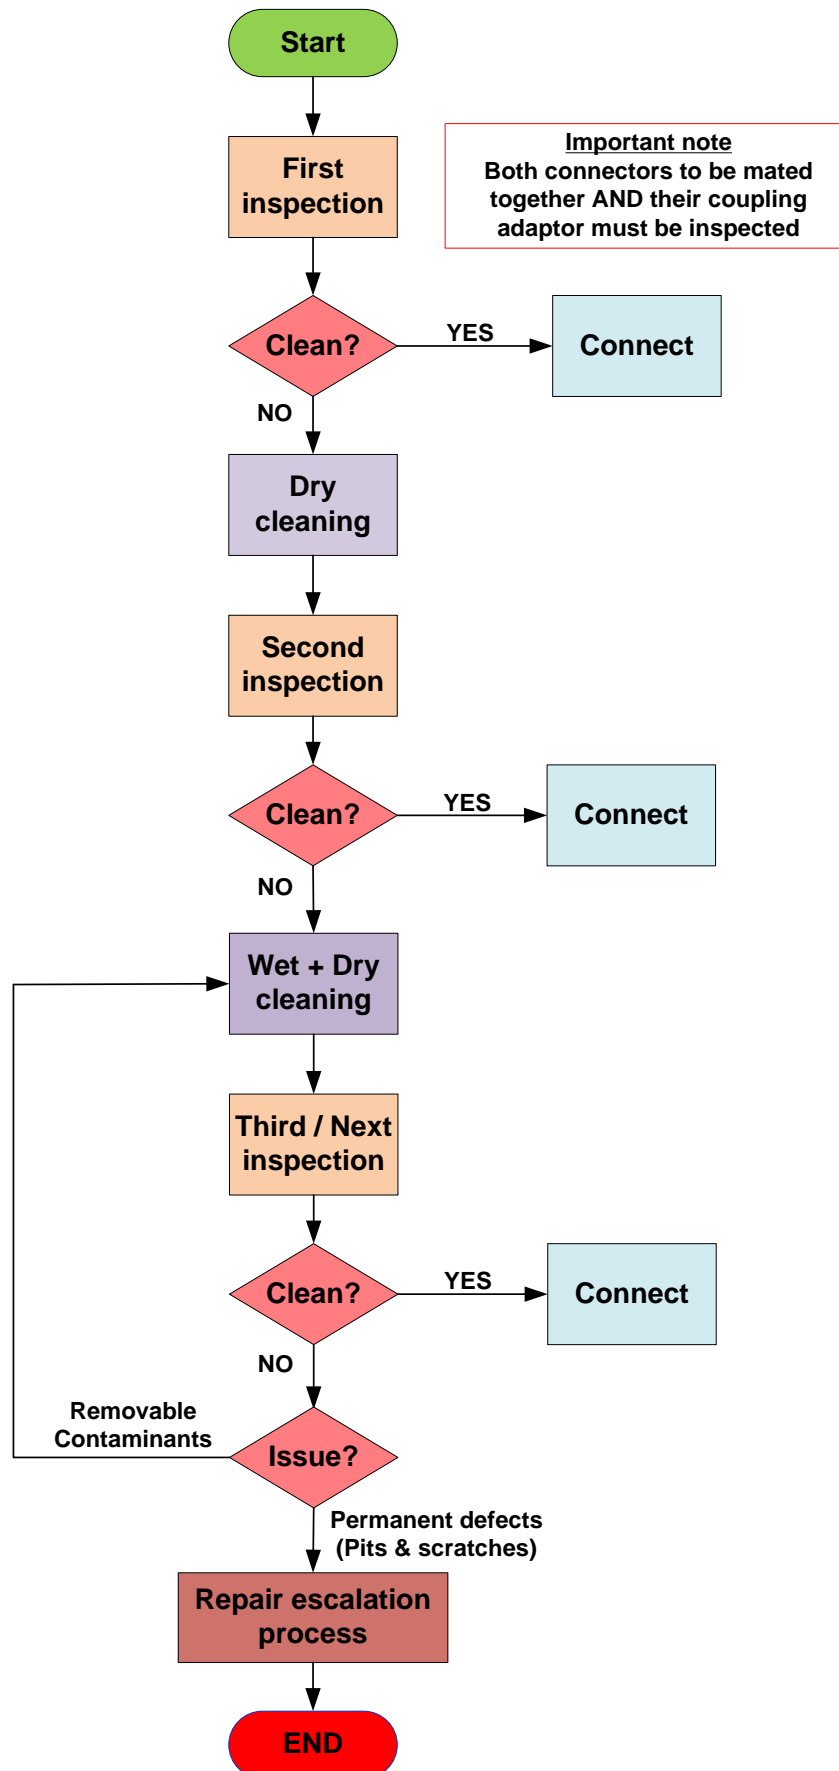 Start
First
inspection
Important note
Both connectors to be mated
together AND their coupling
adaptor must be inspected
Clean?
YES
Connect
NO
Dry
cleaning
Second
inspection
Clean?
YES
Connect
NO
Wet + Dry
cleaning
Third / Next
inspection
Clean?
YES
Connect
NO
Removable
Contaminants
Issue?
Permanent defects
(Pits & scratches)
Repair escalation
process
END